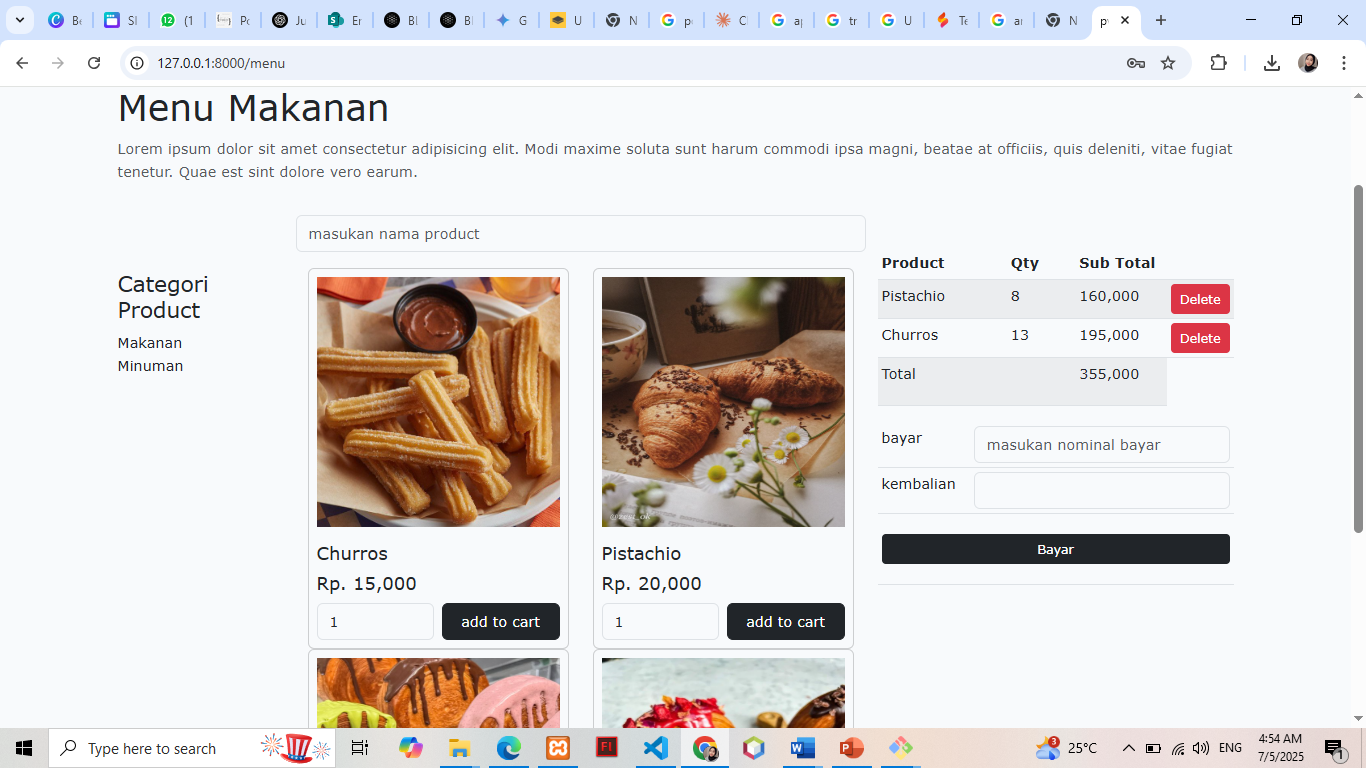 Be
Sl
(1
Po
Ju
Er
Bl
Bl
G
U
N
po
Cl
ap
tr
U
Te
ar
N
py
127.0.0.1:8000/menu
Menu Makanan
Lorem ipsum dolor sit amet consectetur adipisicing elit. Modi maxime soluta sunt harum commodi ipsa magni, beatae at officiis, quis deleniti, vitae fugiat
tenetur. Quae est sint dolore vero earum.
masukan nama product
Categori
Product
Makanan
Minuman
Churros
Rp. 15,000
1 add to cart
Pistachio
Rp. 20,000
1 add to cart
Product Qty Sub Total
Pistachio 8 160,000 Delete
Churros 13 195,000 Delete
Total 355,000
bayar masukan nominal bayar
kembalian
Bayar
Type here to search
3
25°C
ENG
4:54 AM
7/5/2025
1